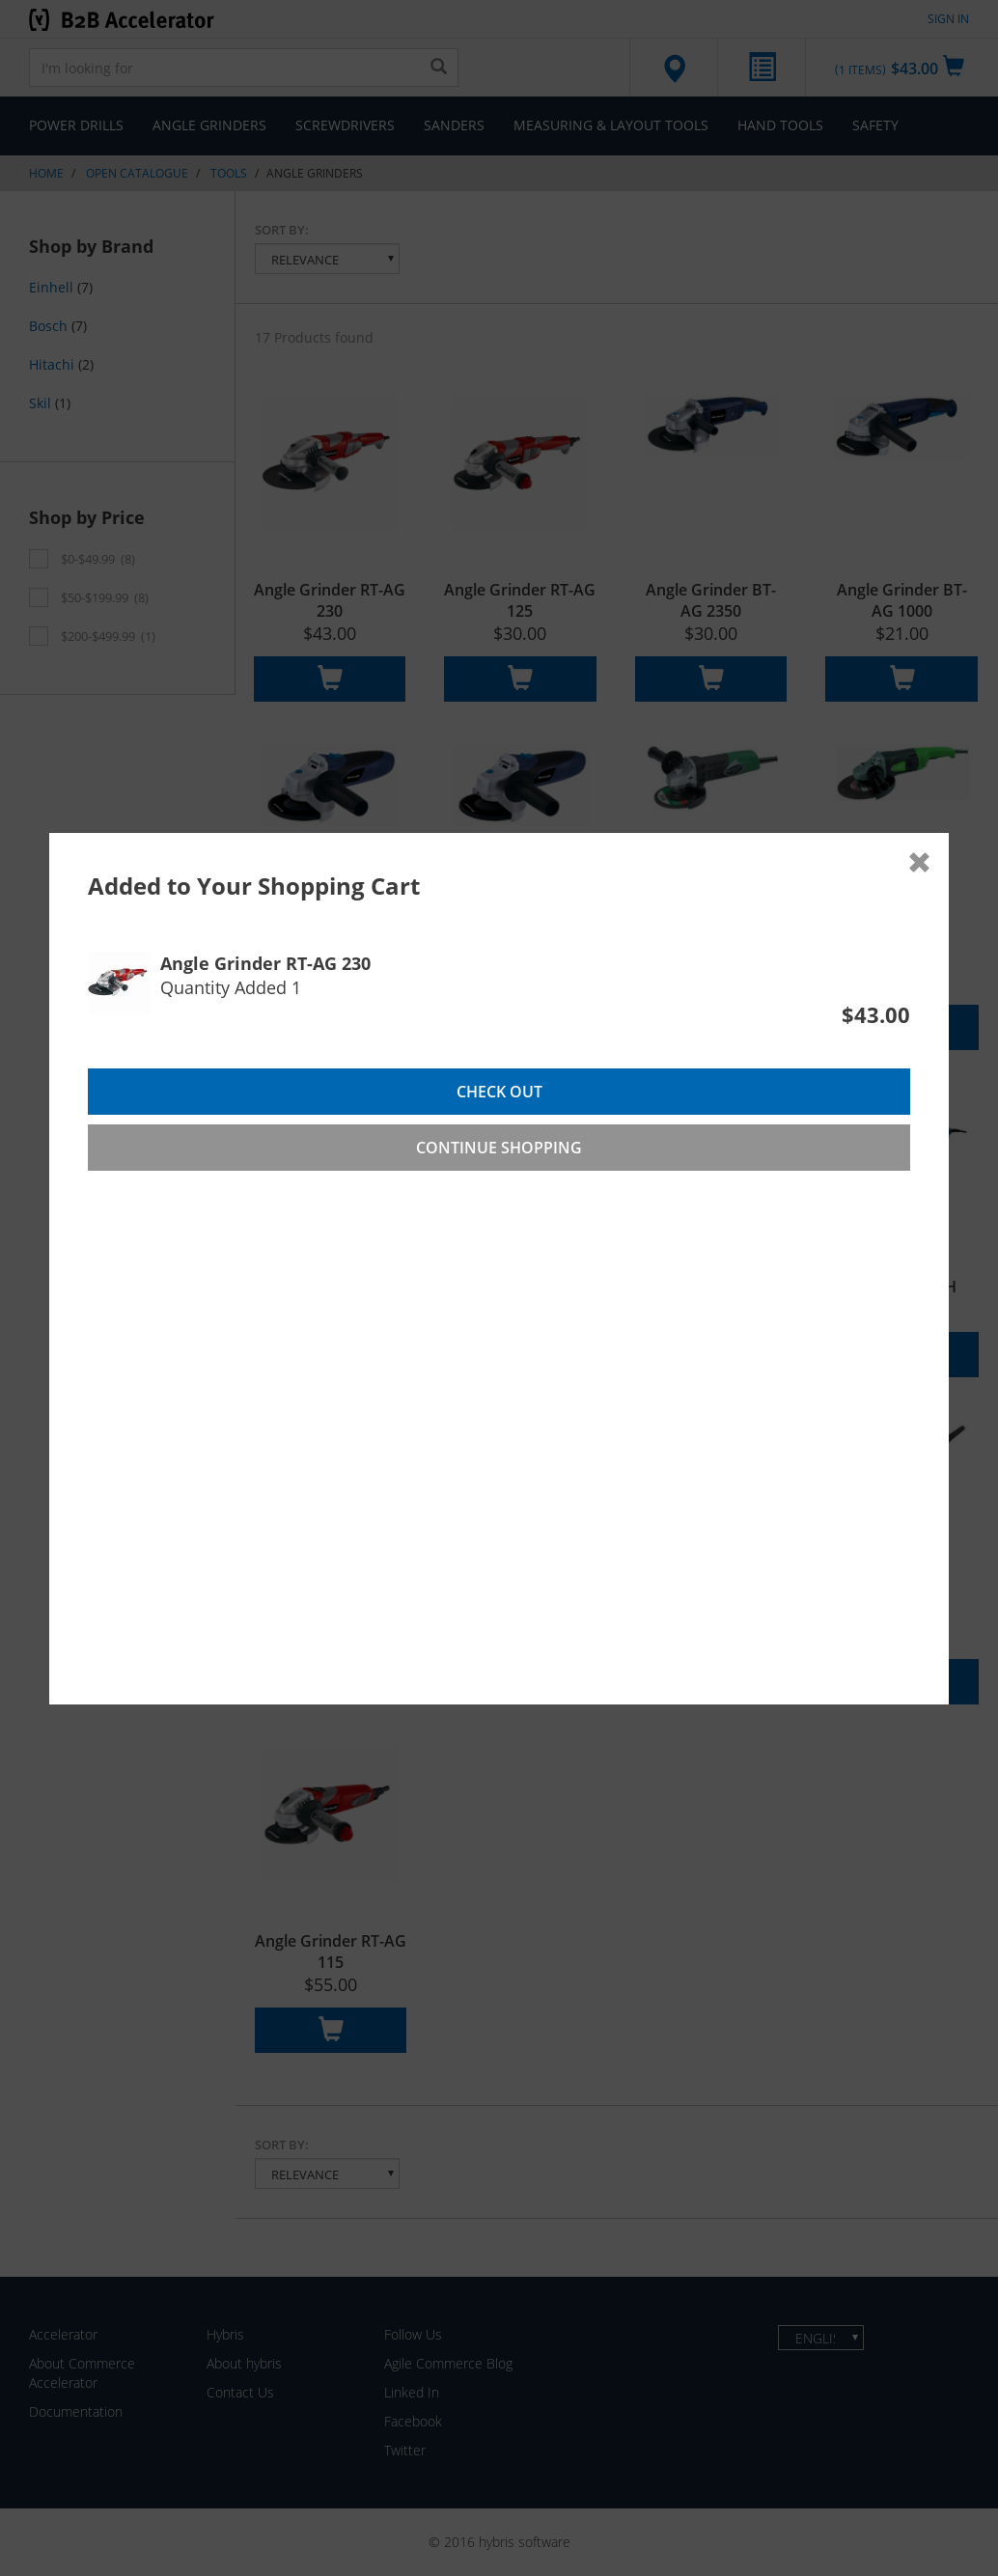 B2B Accelerator
SIGN IN
I'm looking for
(1 ITEMS) $43.00
POWER DRILLS ANGLE GRINDERS SCREWDRIVERS SANDERS MEASURING & LAYOUT TOOLS HAND TOOLS SAFETY
HOME / OPEN CATALOGUE / TOOLS / ANGLE GRINDERS
Shop by Brand
Einhell (7)
Bosch (7)
Hitachi (2)
Skil (1)
Shop by Price
$0-$49.99 (8)
$50-$199.99 (8)
$200-$499.99 (1)
SORT BY:
RELEVANCE
17 Products found
Angle Grinder RT-AG
230
$43.00
Angle Grinder RT-AG
125
$30.00
Angle Grinder BT-
AG 2350
$30.00
Angle Grinder BT-
AG 1000
$21.00
Added to Your Shopping Cart
Angle Grinder RT-AG 230
Quantity Added 1
$43.00
CHECK OUT
CONTINUE SHOPPING
Angle Grinder RT-AG
115
$55.00
SORT BY:
RELEVANCE
Accelerator
About Commerce
Accelerator
Documentation
Hybris
About hybris
Contact Us
Follow Us
Agile Commerce Blog
Linked In
Facebook
Twitter
ENGLI
© 2016 hybris software